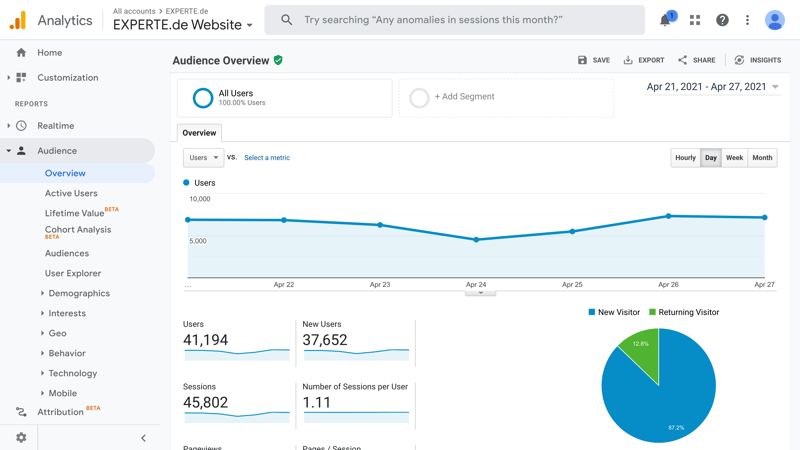 Analytics
All accounts > EXPERTE.de
EXPERTE.de Website
Try searching “Any anomalies in sessions this month?”
1
Home
Customization
REPORTS
Realtime
Audience
Overview
Active Users
Lifetime Value BETA
Cohort Analysis
BETA
Audiences
User Explorer
Demographics
Interests
Geo
Behavior
Technology
Mobile
Attribution BETA
Audience Overview
SAVE
EXPORT
SHARE
INSIGHTS
All Users
100.00% Users
+ Add Segment
Apr 21, 2021 - Apr 27, 2021
Overview
Users VS. Select a metric
Hourly Day Week Month
Users
10,000
5,000
... Apr 22 Apr 23 Apr 24 Apr 25 Apr 26 Apr 27
New Visitor Returning Visitor
Users
41,194
New Users
37,652
Sessions
45,802
Number of Sessions per User
1.11
12.8%
87.2%
Pageviews
Pages / Session